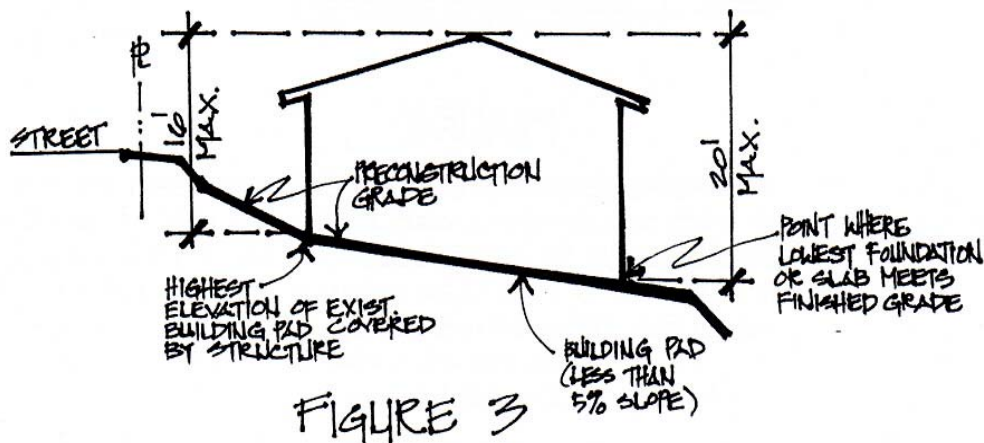 PL
STREET
16'
MAX.
PRECONSTRUCTION
GRADE
20'
MAX.
POINT WHERE
LOWEST FOUNDATION
OR SLAB MEETS
FINISHED GRADE
HIGHEST
ELEVATION OF EXIST.
BUILDING PAD COVERED
BY STRUCTURE
BUILDING PAD
(LESS THAN
5% SLOPE)
FIGURE 3